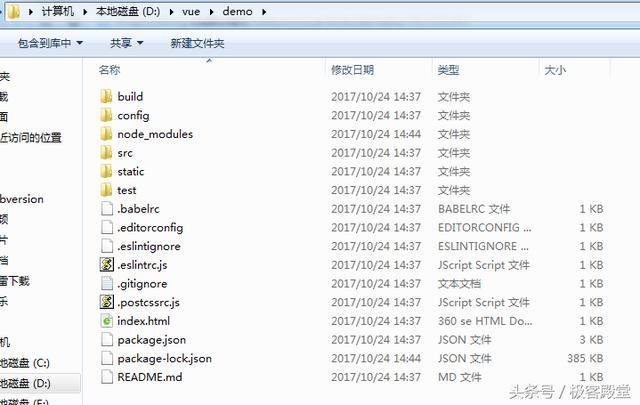 计算机 本地磁盘 (D:) vue demo
包含到库中 共享 新建文件夹
名称 修改日期 类型 大小
夹 build 2017/10/24 14:37 文件夹
载 config 2017/10/24 14:37 文件夹
面 node_modules 2017/10/24 14:44 文件夹
近访问的位置 src 2017/10/24 14:37 文件夹
static 2017/10/24 14:37 文件夹
test 2017/10/24 14:37 文件夹
bversion .babelrc 2017/10/24 14:37 BABELRC 文件 1 KB
频 .editorconfig 2017/10/24 14:37 EDITORCONFIG ... 1 KB
片 .eslintignore 2017/10/24 14:37 ESLINTIGNORE ... 1 KB
档 .eslintrc.js 2017/10/24 14:37 JScript Script 文件 1 KB
雷下载 .gitignore 2017/10/24 14:37 文本文档 1 KB
乐 .postcssrc.js 2017/10/24 14:37 JScript Script 文件 1 KB
index.html 2017/10/24 14:37 360 se HTML Do... 1 KB
机 package.json 2017/10/24 14:37 JSON 文件 3 KB
地磁盘 (C:) package-lock.json 2017/10/24 14:44 JSON 文件 385 KB
地磁盘 (D:) README.md 2017/10/24 14:37 MD 文件 1 KB
头条号 / 极客殿堂